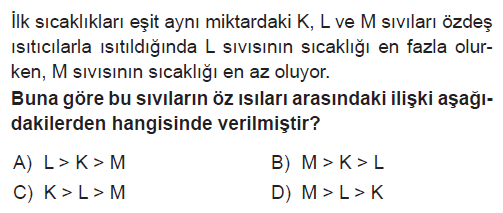 İlk sıcaklıkları eşit aynı miktardaki K, L ve M sıvıları özdeş
ısıtıcılarla ısıtıldığında L sıvısının sıcaklığı en fazla olur-
ken, M sıvısının sıcaklığı en az oluyor.
Buna göre bu sıvıların öz ısıları arasındaki ilişki aşağı-
dakilerden hangisinde verilmiştir?
A) L > K > M B) M > K > L
C) K > L > M D) M > L > K